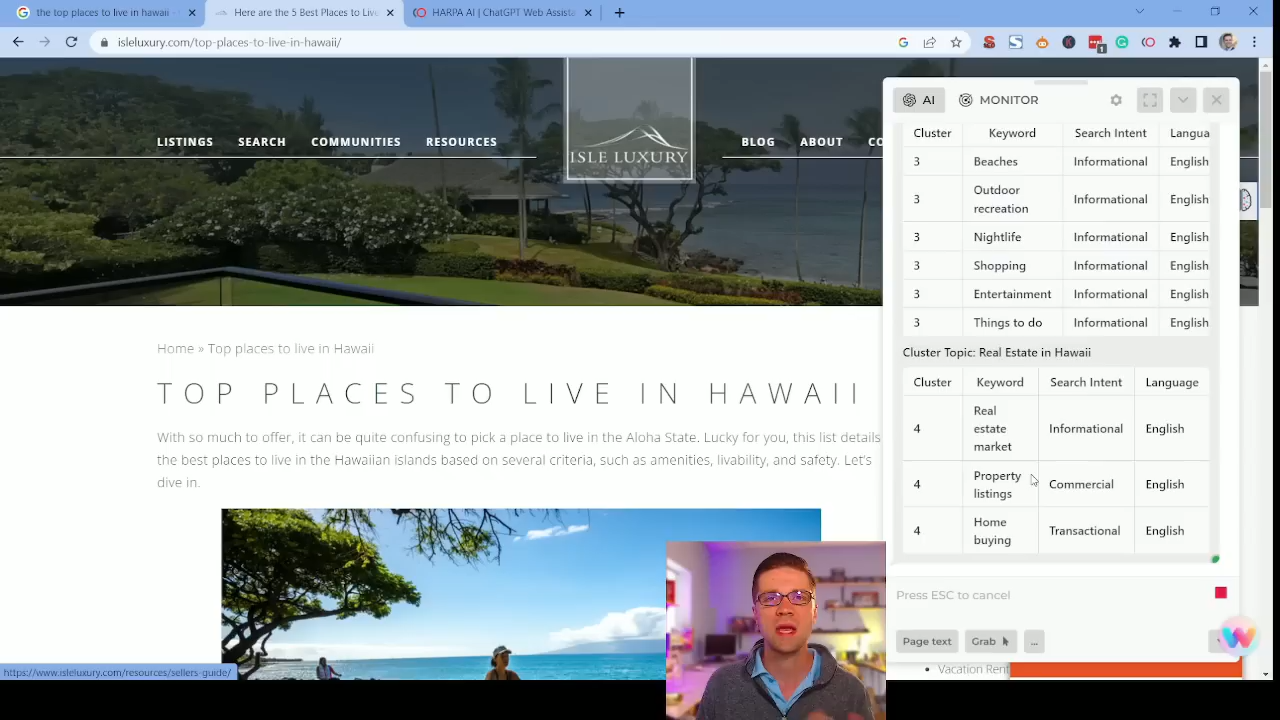 the top places to live in hawaii -
Here are the 5 Best Places to Live
HARPA AI | ChatGPT Web Assista
isleluxury.com/top-places-to-live-in-hawaii/
LISTINGS SEARCH COMMUNITIES RESOURCES
ISLE LUXURY
BLOG ABOUT CO
Home » Top places to live in Hawaii
TOP PLACES TO LIVE IN HAWAII
With so much to offer, it can be quite confusing to pick a place to live in the Aloha State. Lucky for you, this list details
the best places to live in the Hawaiian islands based on several criteria, such as amenities, livability, and safety. Let's
dive in.
https://www.isleluxury.com/resources/sellers-guide/
AI MONITOR
Cluster Keyword Search Intent Langua
3 Beaches Informational English
3 Outdoor recreation Informational English
3 Nightlife Informational English
3 Shopping Informational English
3 Entertainment Informational English
3 Things to do Informational English
Cluster Topic: Real Estate in Hawaii
Cluster Keyword Search Intent Language
4 Real estate market Informational English
4 Property listings Commercial English
4 Home buying Transactional English
Press ESC to cancel
Page text Grab ...
Vacation Rent